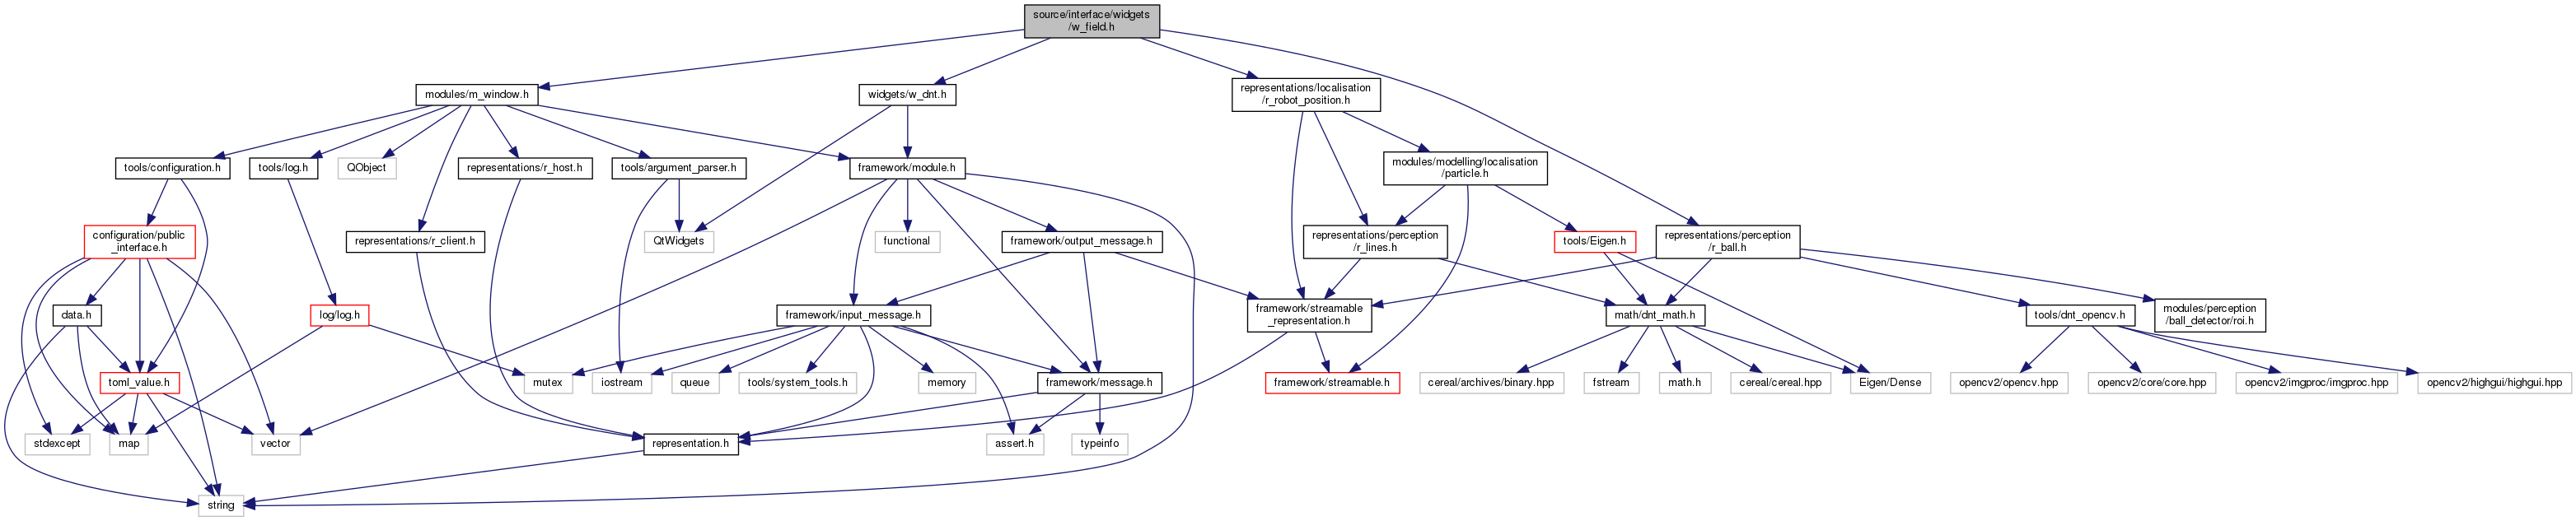 source/interface/widgets
/w_field.h
modules/m_window.h
widgets/w_dnt.h
representations/localisation
/r_robot_position.h
tools/configuration.h
tools/log.h
QObject
representations/r_host.h
tools/argument_parser.h
framework/module.h
modules/modelling/localisation
/particle.h
configuration/public
_interface.h
representations/r_client.h
QtWidgets
functional
framework/output_message.h
representations/perception
/r_lines.h
tools/Eigen.h
representations/perception
/r_ball.h
data.h
log/log.h
framework/input_message.h
framework/streamable
_representation.h
math/dnt_math.h
tools/dnt_opencv.h
modules/perception
/ball_detector/roi.h
toml_value.h
mutex
iostream
queue
tools/system_tools.h
memory
framework/message.h
framework/streamable.h
cereal/archives/binary.hpp
fstream
math.h
cereal/cereal.hpp
Eigen/Dense
opencv2/opencv.hpp
opencv2/core/core.hpp
opencv2/imgproc/imgproc.hpp
opencv2/highgui/highgui.hpp
stdexcept
map
vector
representation.h
assert.h
typeinfo
string